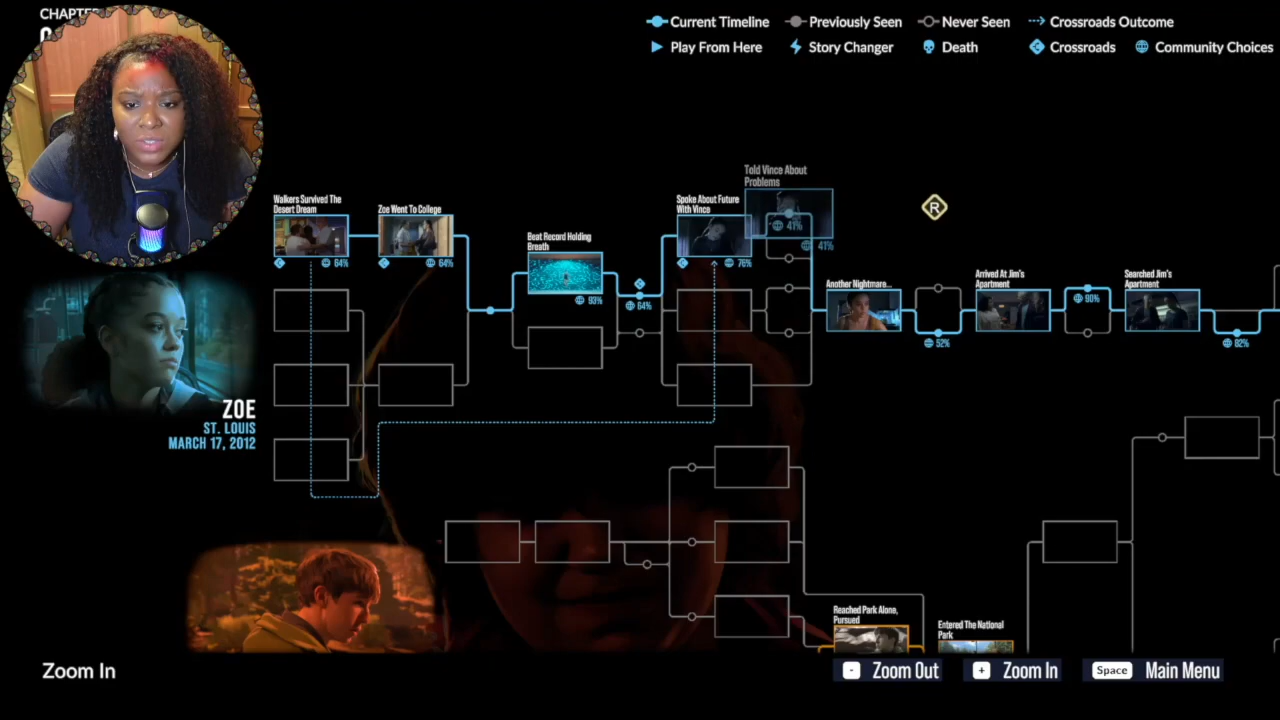 CHAPTER
Current Timeline
Previously Seen
Never Seen
Crossroads Outcome
Play From Here
Story Changer
Death
Crossroads
Community Choices
Told Vince About
Problems
41%
41%
R
Walkers Survived The
Desert Dream
64%
Zoe Went To College
64%
Beat Record Holding
Breath
93%
64%
Spoke About Future
With Vince
76%
Another Nightmare...
52%
Arrived At Jim's
Apartment
60%
Searched Jim's
Apartment
82%
ZOE
ST. LOUIS
MARCH 17, 2012
Reached Park Alone,
Pursued
Entered The National
Park
Zoom In
- Zoom Out
+ Zoom In
Space Main Menu